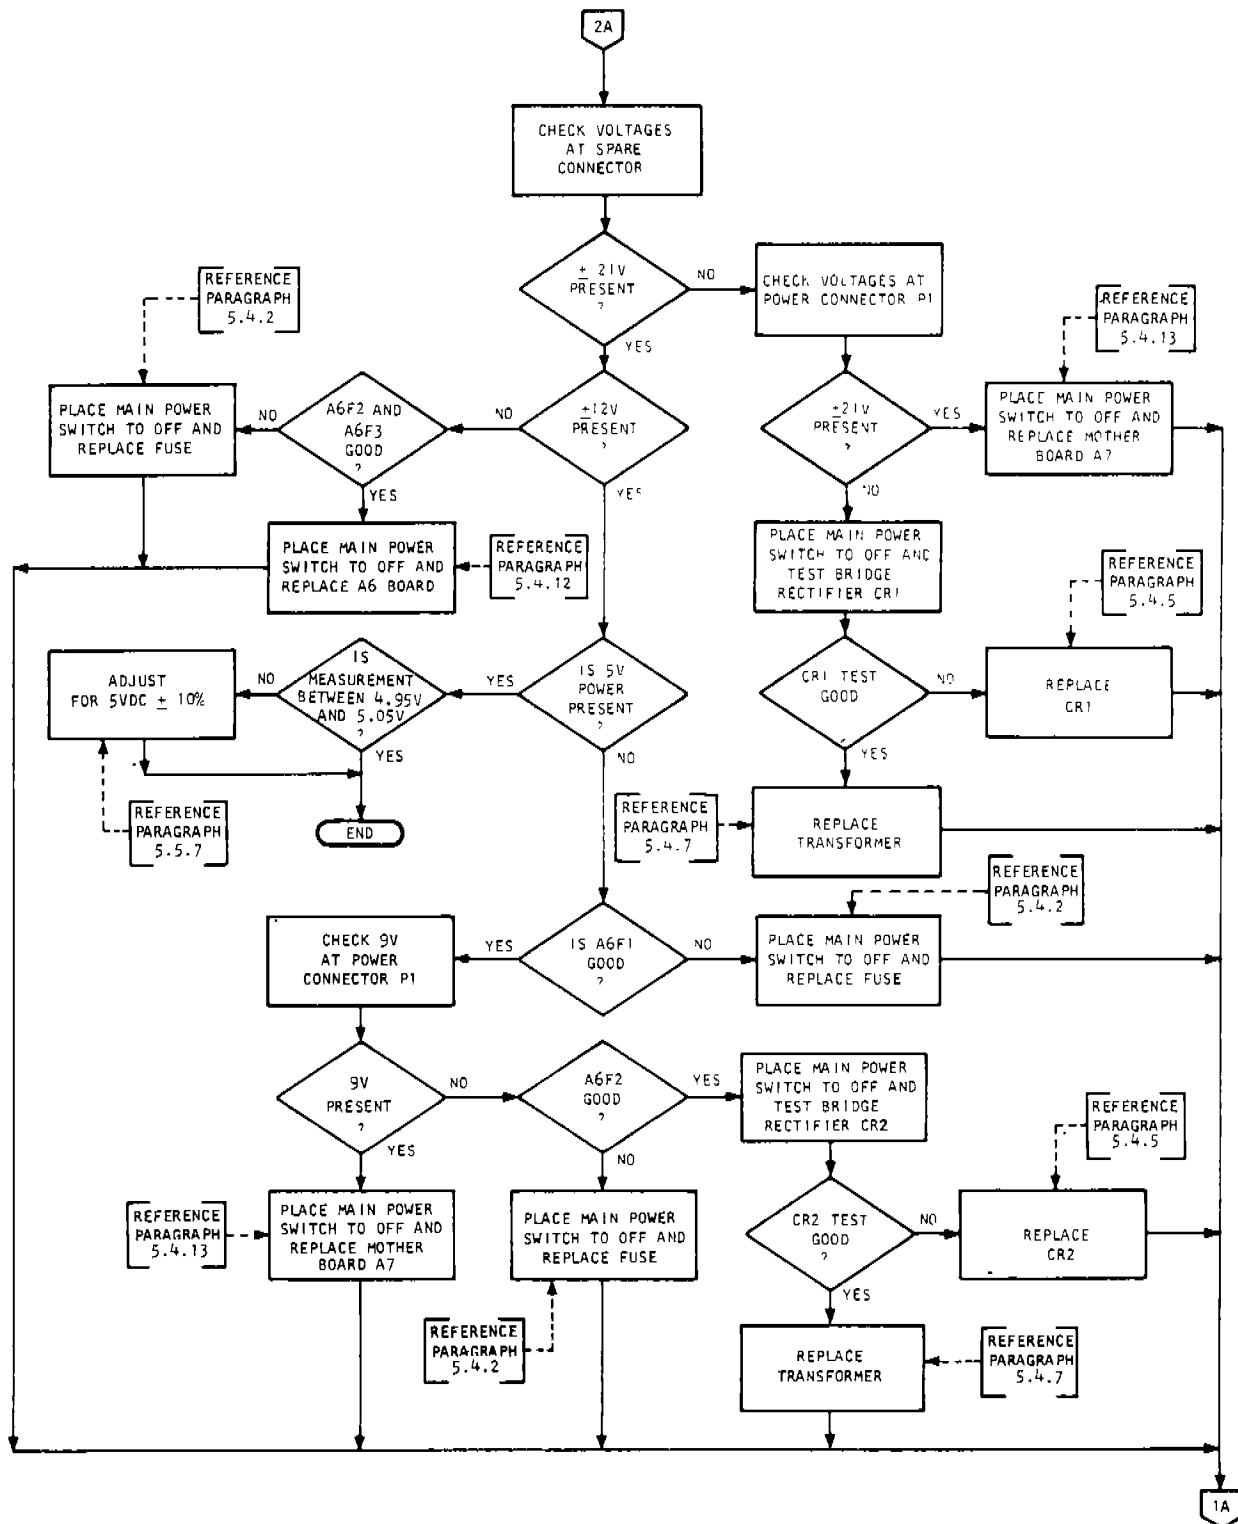 2A
CHECK VOLTAGES
AT SPARE
CONNECTOR
± 21V
PRESENT
?
NO
YES
CHECK VOLTAGES AT
POWER CONNECTOR P1
REFERENCE
PARAGRAPH
5.4.2
REFERENCE
PARAGRAPH
5.4.13
PLACE MAIN POWER
SWITCH TO OFF AND
REPLACE FUSE
NO
A6F2 AND
A6F3
GOOD
?
YES
NO
±12V
PRESENT
?
YES
±21V
PRESENT
?
YES
NO
PLACE MAIN POWER
SWITCH TO OFF AND
REPLACE MOTHER
BOARD A7
PLACE MAIN POWER
SWITCH TO OFF AND
REPLACE A6 BOARD
REFERENCE
PARAGRAPH
5.4.12
PLACE MAIN POWER
SWITCH TO OFF AND
TEST BRIDGE
RECTIFIER CR1
REFERENCE
PARAGRAPH
5.4.5
ADJUST
FOR 5VDC ± 10%
NO
IS
MEASUREMENT
BETWEEN 4.95V
AND 5.05V
?
YES
YES
IS 5V
POWER
PRESENT
?
NO
CR1 TEST
GOOD
?
NO
YES
REPLACE
CR1
REFERENCE
PARAGRAPH
5.5.7
END
REFERENCE
PARAGRAPH
5.4.7
REPLACE
TRANSFORMER
REFERENCE
PARAGRAPH
5.4.2
CHECK 9V
AT POWER
CONNECTOR P1
YES
IS A6F1
GOOD
?
NO
PLACE MAIN POWER
SWITCH TO OFF AND
REPLACE FUSE
9V
PRESENT
?
NO
YES
A6F2
GOOD
?
YES
NO
PLACE MAIN POWER
SWITCH TO OFF AND
TEST BRIDGE
RECTIFIER CR2
REFERENCE
PARAGRAPH
5.4.5
REFERENCE
PARAGRAPH
5.4.13
PLACE MAIN POWER
SWITCH TO OFF AND
REPLACE MOTHER
BOARD A7
PLACE MAIN POWER
SWITCH TO OFF AND
REPLACE FUSE
CR2 TEST
GOOD
?
NO
YES
REPLACE
CR2
REFERENCE
PARAGRAPH
5.4.2
REPLACE
TRANSFORMER
REFERENCE
PARAGRAPH
5.4.7
1A